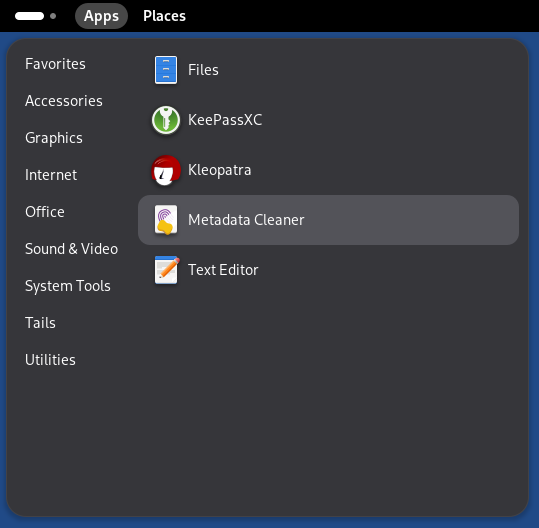 Apps Places
Favorites
Accessories
Graphics
Internet
Office
Sound & Video
System Tools
Tails
Utilities
Files
KeePassXC
Kleopatra
Metadata Cleaner
Text Editor